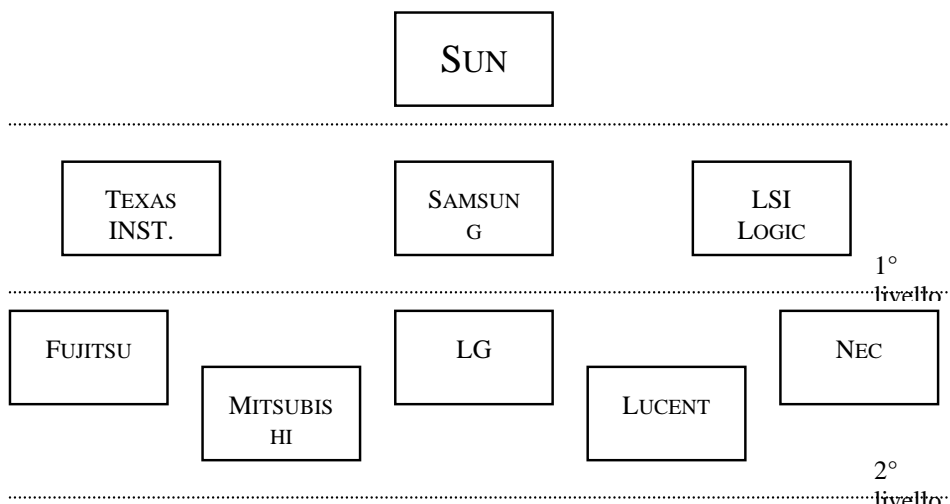 SUN
TEXAS
INST.
SAMSUN
G
LSI
LOGIC
1°
livello
FUJITSU
LG
NEC
MITSUBIS
HI
LUCENT
2°
livello